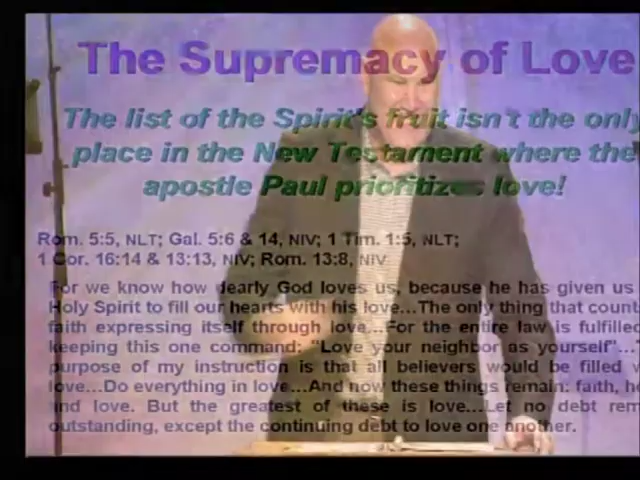 The Supremacy of Love
The list of the Spirit's fruit isn't the only
place in the New Testament where the
apostle Paul prioritizes love!
Rom. 5:5, NLT; Gal. 5:6 & 14, NIV; 1 Tim. 1:5, NLT;
1 Cor. 16:14 & 13:13, NIV; Rom. 13:8, NIV
For we know how dearly God loves us, because he has given us
Holy Spirit to fill our hearts with his love...The only thing that count
faith expressing itself through love...For the entire law is fulfilled
keeping this one command: "Love your neighbor as yourself"...
purpose of my instruction is that all believers would be filled w
love...Do everything in love...And now these things remain: faith, h
and love. But the greatest of these is love...Let no debt rem
outstanding, except the continuing debt to love one another.